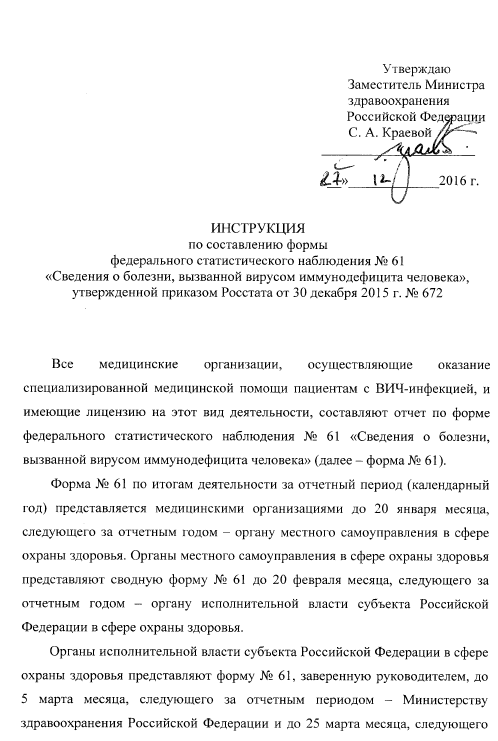 Утверждаю
Заместитель Министра
здравоохранения
Российской Федерации
С. А. Краевой
27 » 12 2016 г.
ИНСТРУКЦИЯ
по составлению формы
федерального статистического наблюдения № 61
«Сведения о болезни, вызванной вирусом иммунодефицита человека»,
утвержденной приказом Росстата от 30 декабря 2015 г. № 672
Все медицинские организации, осуществляющие оказание
специализированной медицинской помощи пациентам с ВИЧ-инфекцией, и
имеющие лицензию на этот вид деятельности, составляют отчет по форме
федерального статистического наблюдения № 61 «Сведения о болезни,
вызванной вирусом иммунодефицита человека» (далее – форма № 61).
Форма № 61 по итогам деятельности за отчетный период (календарный
год) представляется медицинскими организациями до 20 января месяца,
следующего за отчетным годом – органу местного самоуправления в сфере
охраны здоровья. Органы местного самоуправления в сфере охраны здоровья
представляют сводную форму № 61 до 20 февраля месяца, следующего за
отчетным годом – органу исполнительной власти субъекта Российской
Федерации в сфере охраны здоровья.
Органы исполнительной власти субъекта Российской Федерации в сфере
охраны здоровья представляют форму № 61, заверенную руководителем, до
5 марта месяца, следующего за отчетным периодом – Министерству
здравоохранения Российской Федерации и до 25 марта месяца, следующего